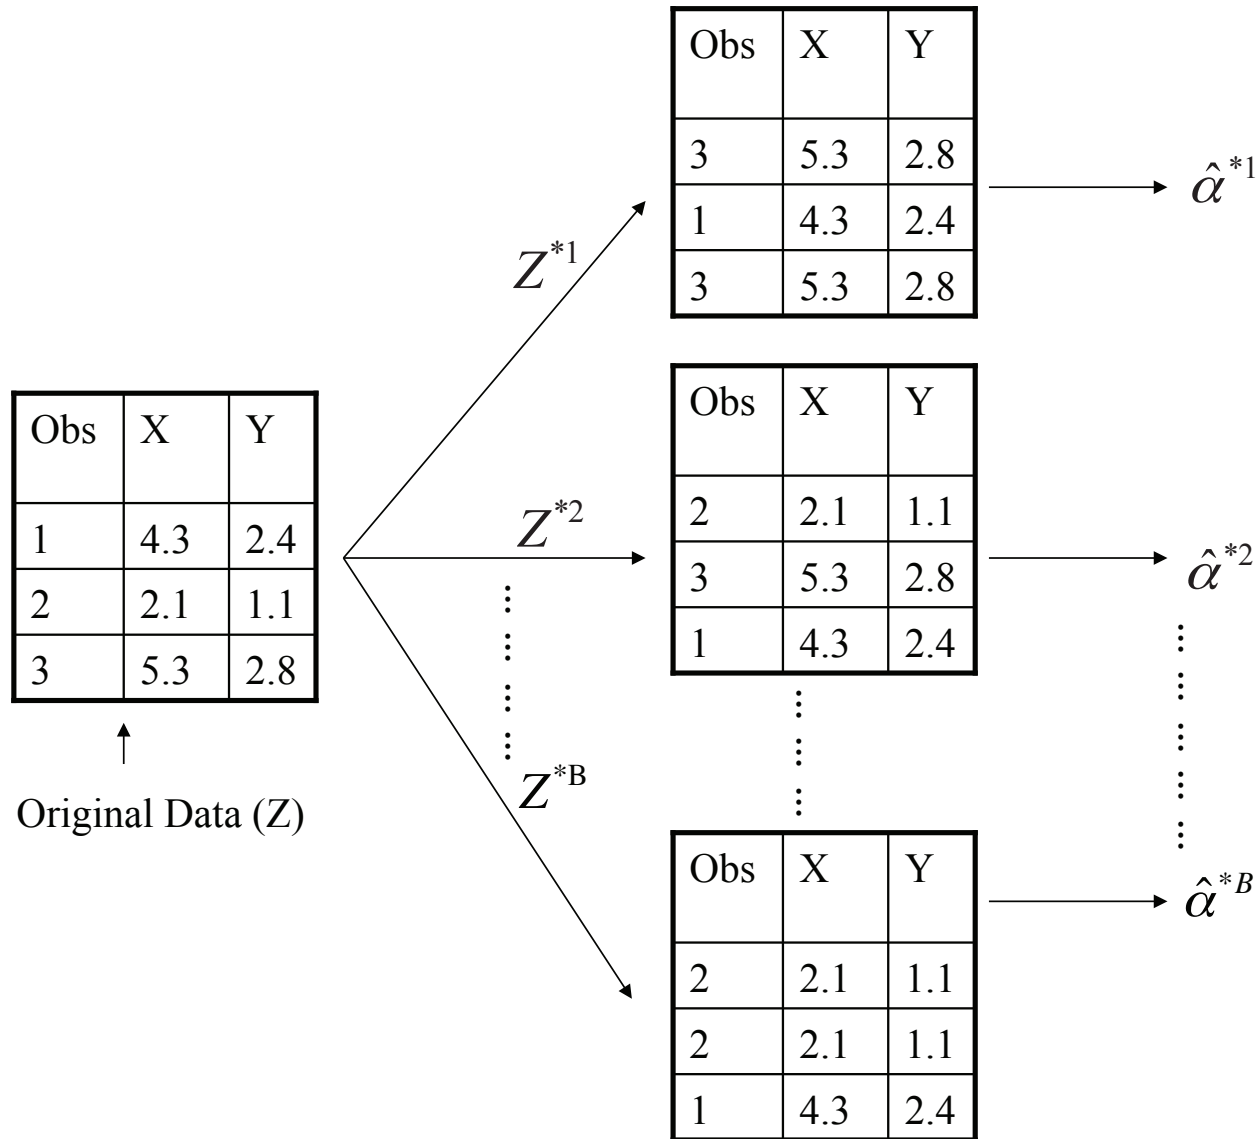 Obs X Y
3 5.3 2.8
1 4.3 2.4
3 5.3 2.8
α̂*1
Z*1
Obs X Y
1 4.3 2.4
2 2.1 1.1
3 5.3 2.8
Original Data (Z)
Z*2
Obs X Y
2 2.1 1.1
3 5.3 2.8
1 4.3 2.4
α̂*2
Z*B
Obs X Y
2 2.1 1.1
2 2.1 1.1
1 4.3 2.4
α̂*B